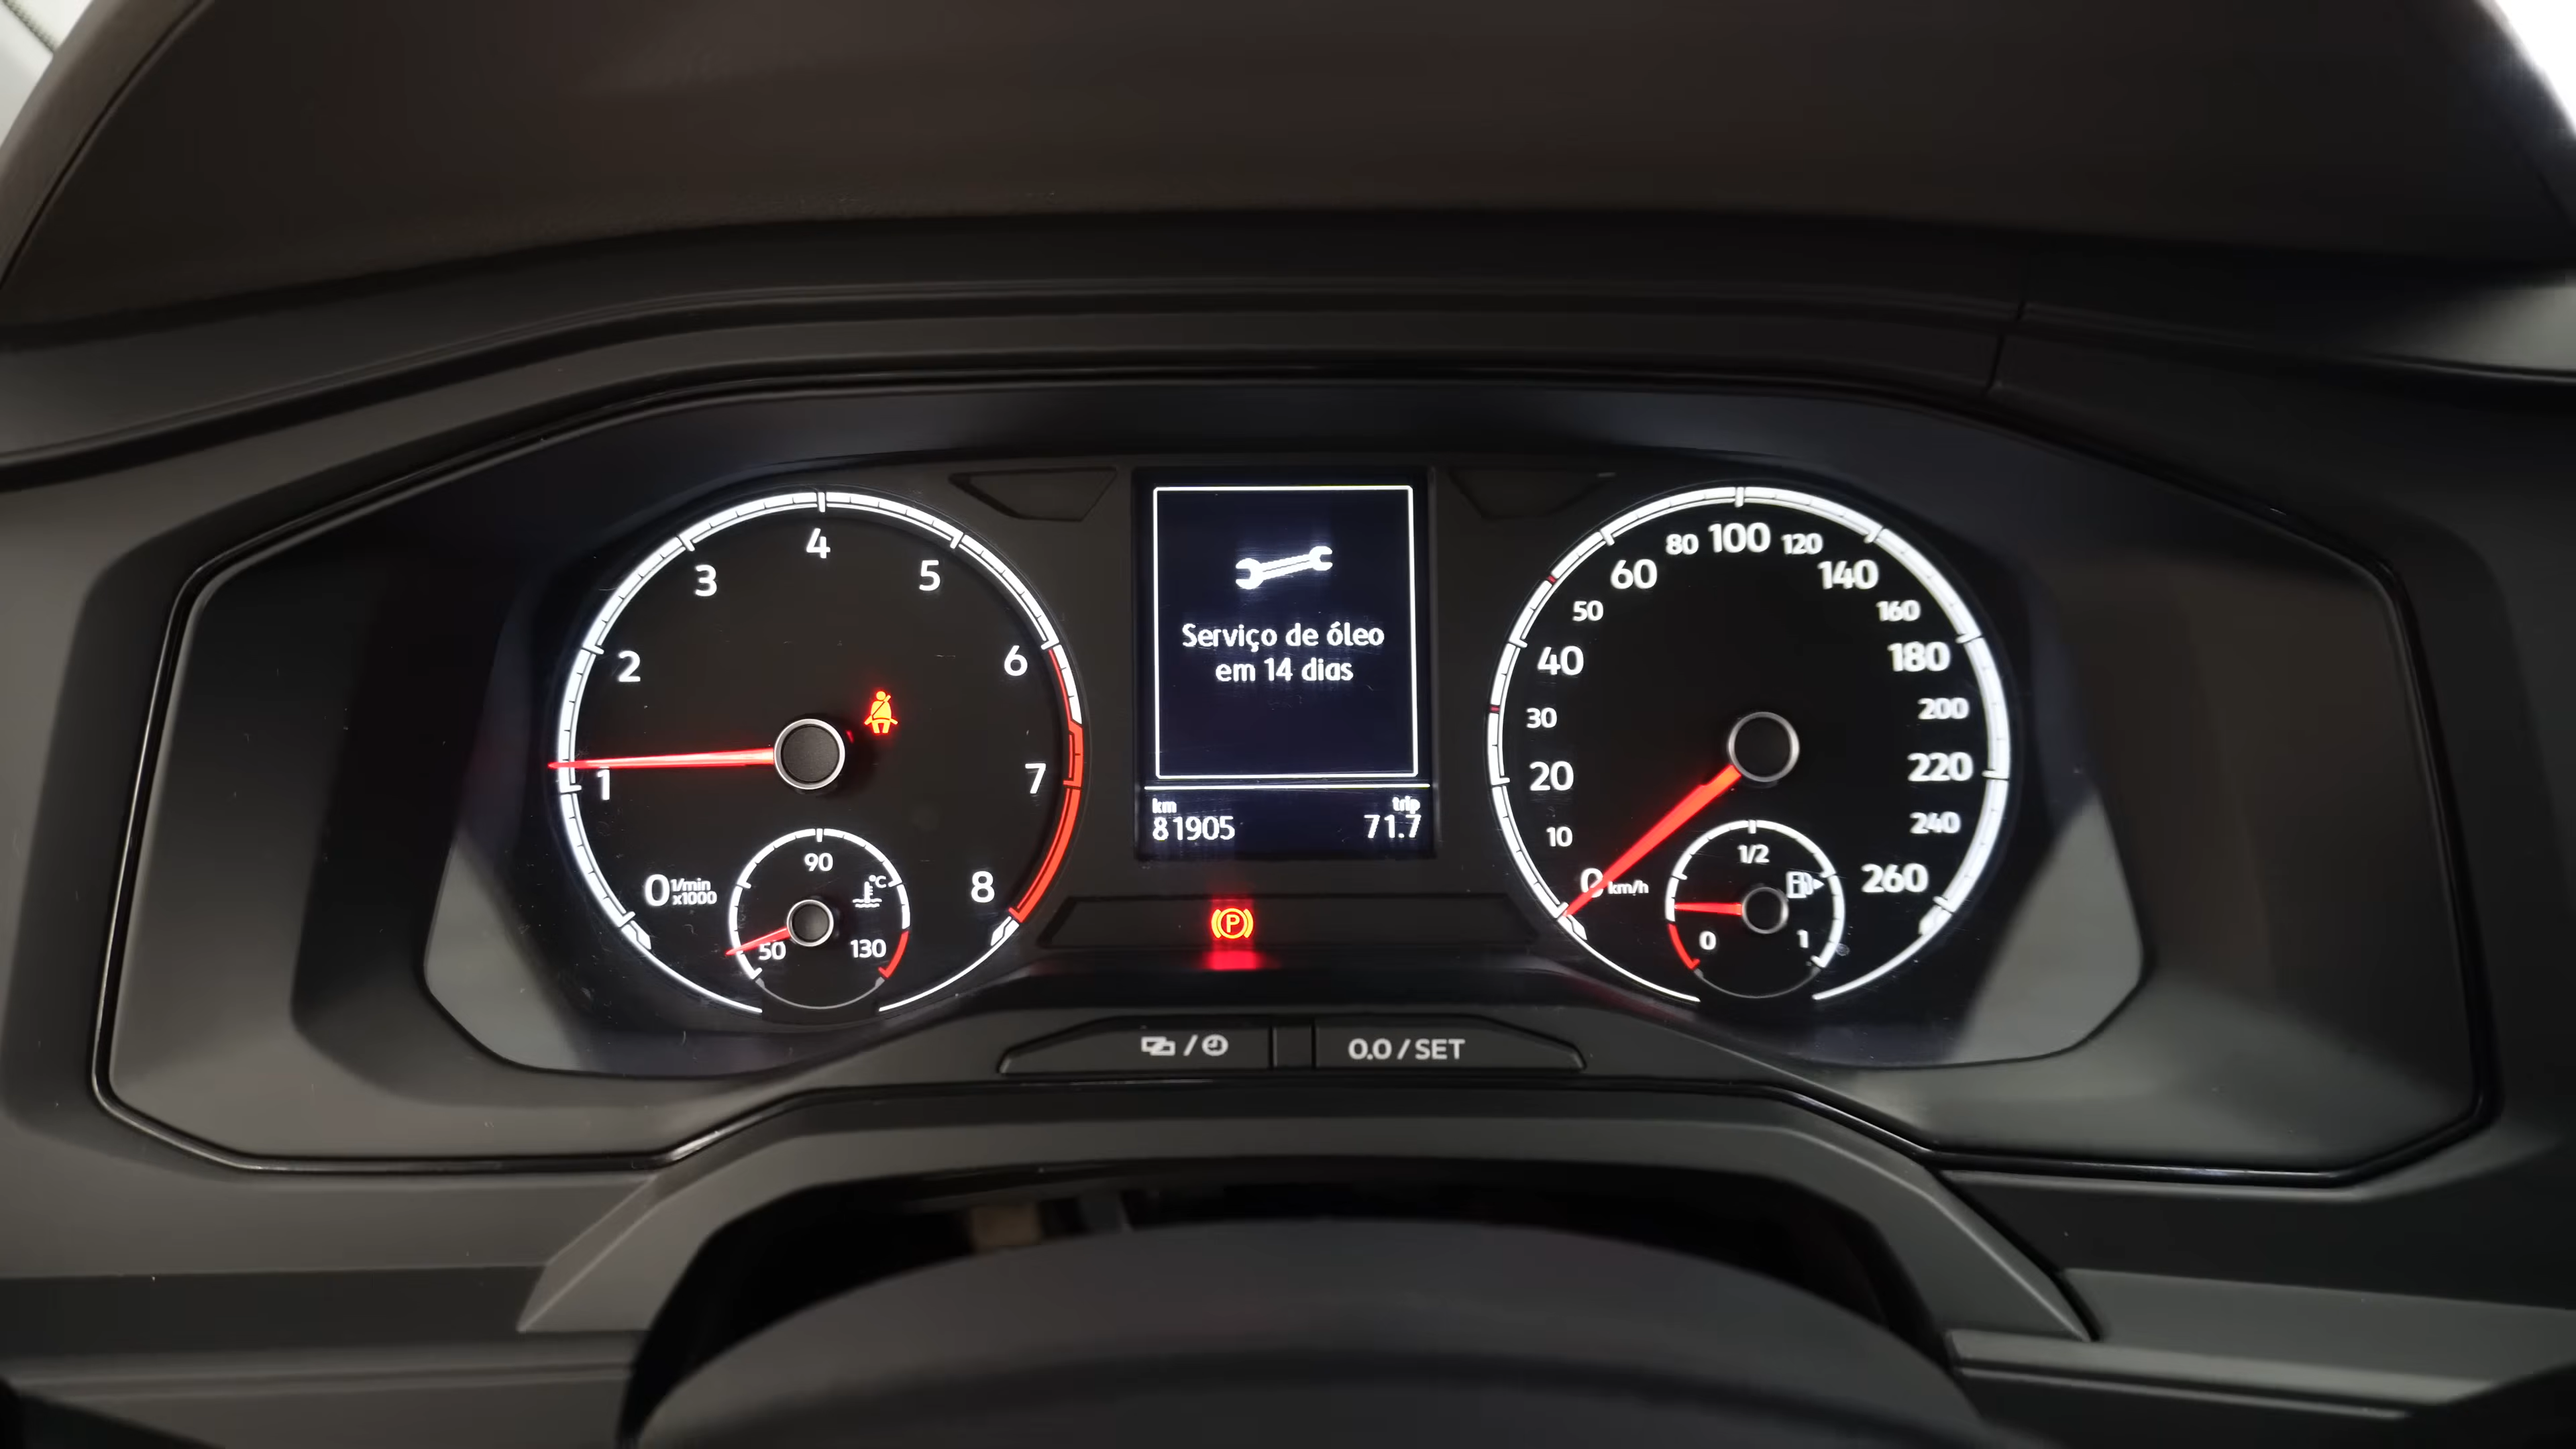 4
3
5
2
6
1
7
0 1/min
x1000
8
90
°C
50
130
Serviço de óleo
em 14 dias
km
trip
81905
71.7
P
80 100 120
60
140
50
160
40
180
30
200
20
220
10
240
0 km/h
260
1/2
0
1
/
0.0 / SET